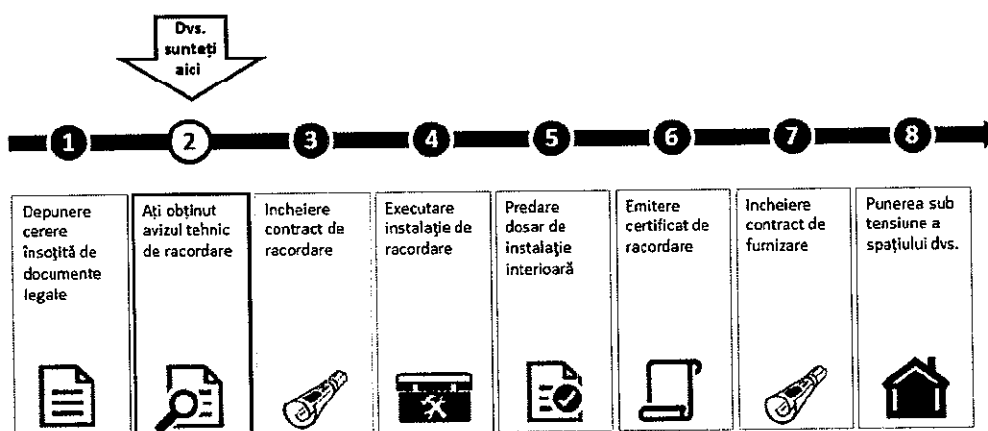 Dvs.
sunteți
aici
1 2 3 4 5 6 7 8
Depunere
cerere
însoțită de
documente
legale
Ați obținut
avizul tehnic
de racordare
Incheiere
contract de
racordare
Executare
instalație de
racordare
Predare
dosar de
instalație
interioară
Emitere
certificat de
racordare
Incheiere
contract de
furnizare
Punerea sub
tensiune a
spațiului dvs.